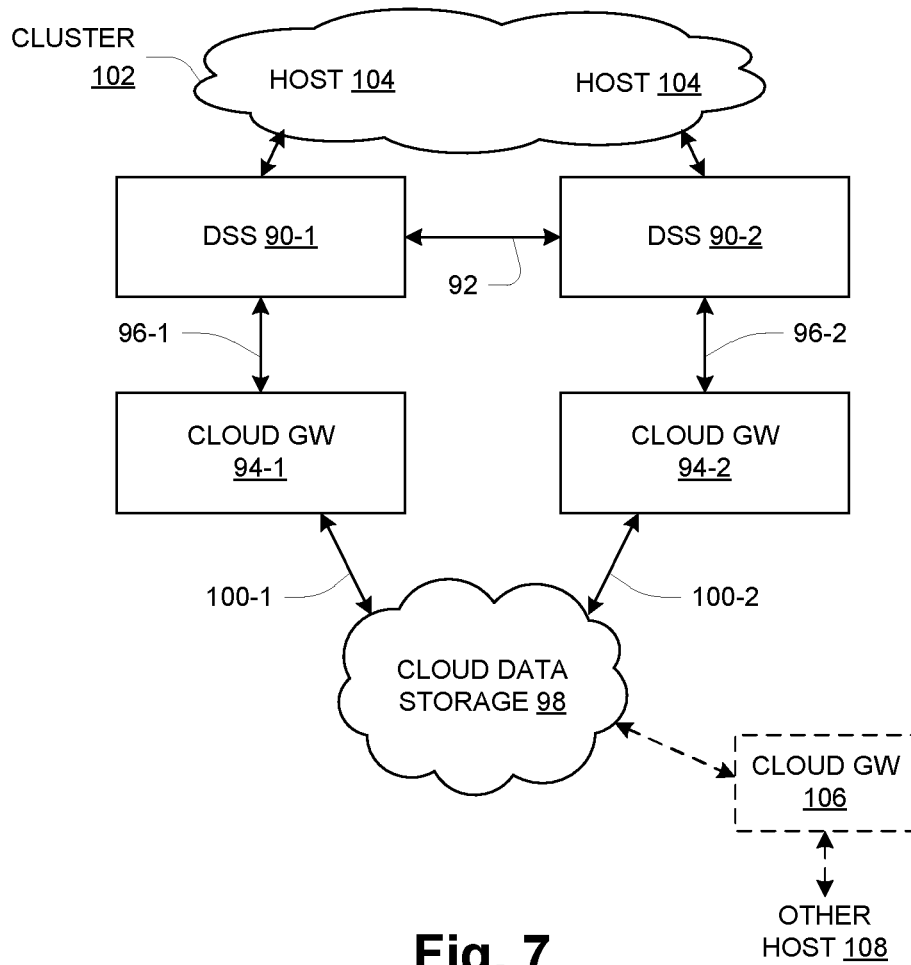 CLUSTER
102
HOST 104
HOST 104
DSS 90-1
DSS 90-2
92
96-1
96-2
CLOUD GW
94-1
CLOUD GW
94-2
100-1
100-2
CLOUD DATA
STORAGE 98
CLOUD GW
106
OTHER
HOST 108
Fig. 7